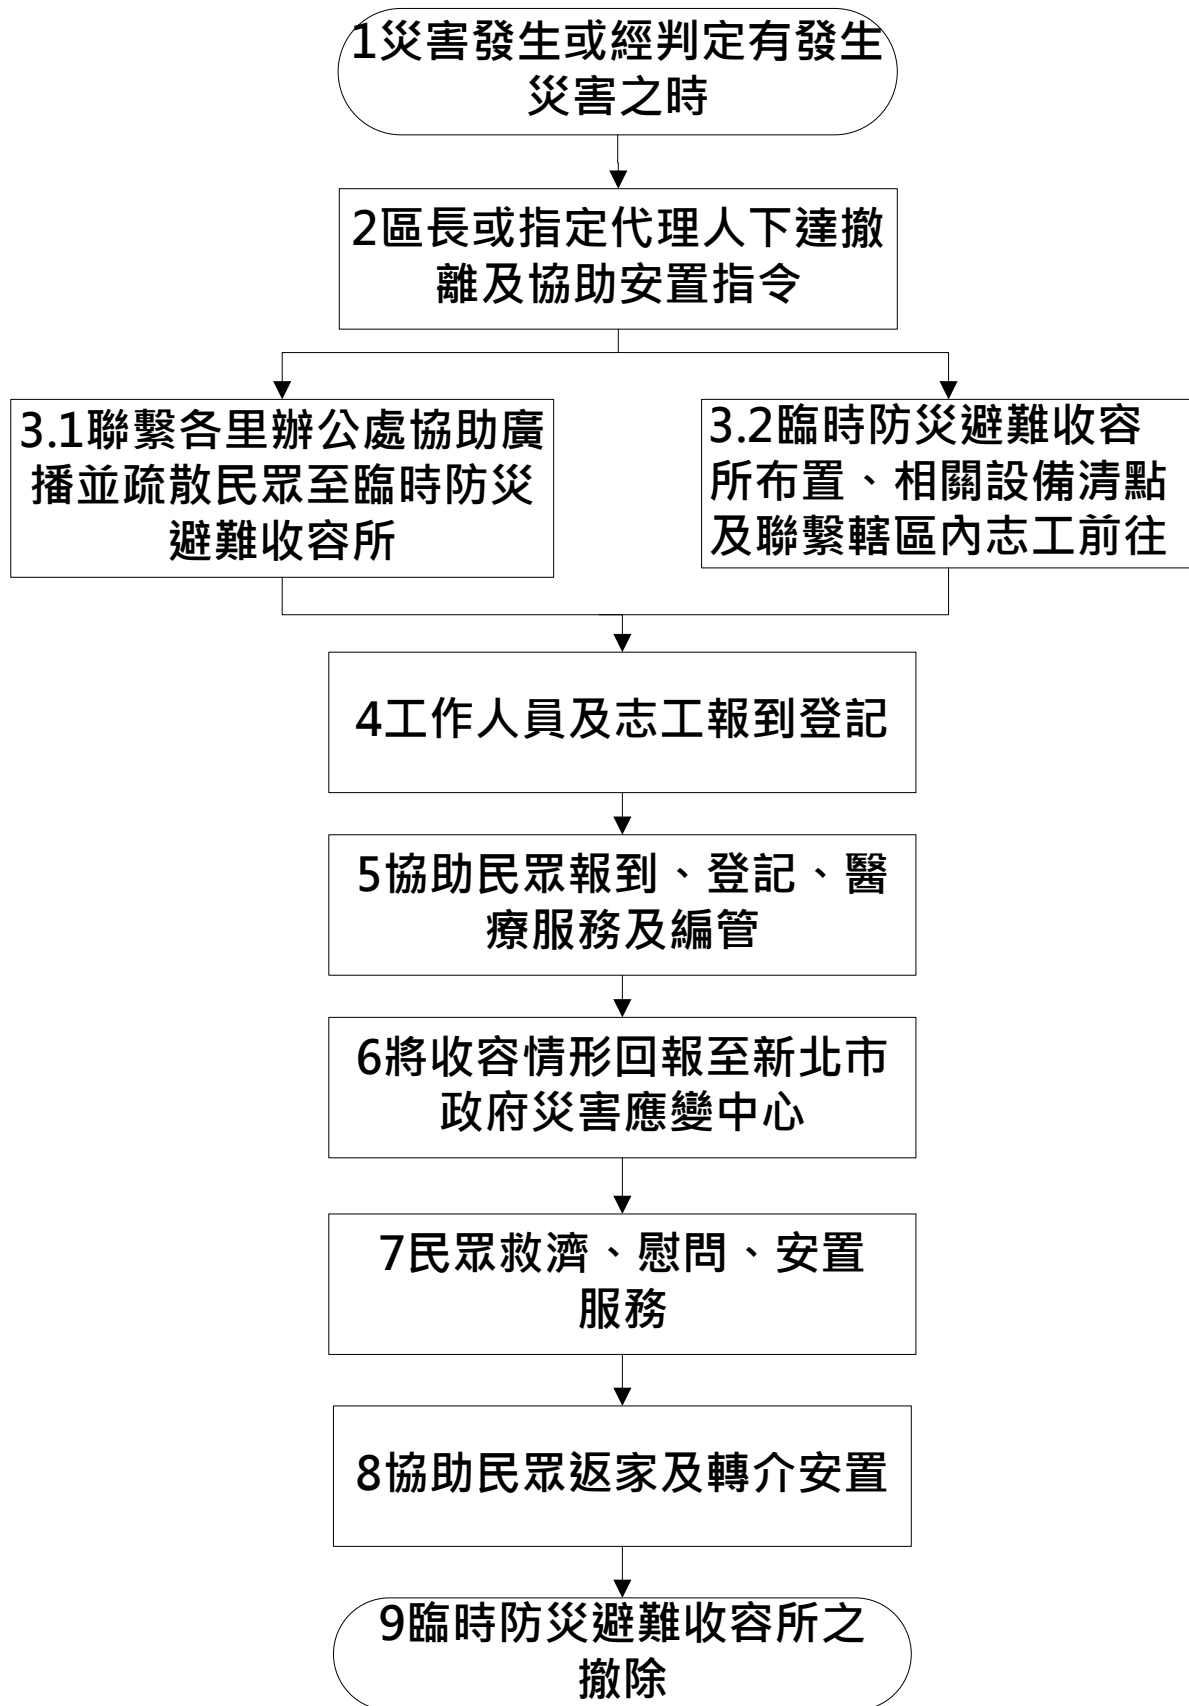 1災害發生或經判定有發生
災害之時
2區長或指定代理人下達撤
離及協助安置指令
3.1聯繫各里辦公處協助廣
播並疏散民眾至臨時防災
避難收容所
3.2臨時防災避難收容
所布置、相關設備清點
及聯繫轄區內志工前往
4工作人員及志工報到登記
5協助民眾報到、登記、醫
療服務及編管
6將收容情形回報至新北市
政府災害應變中心
7民眾救濟、慰問、安置
服務
8協助民眾返家及轉介安置
9臨時防災避難收容所之
撤除